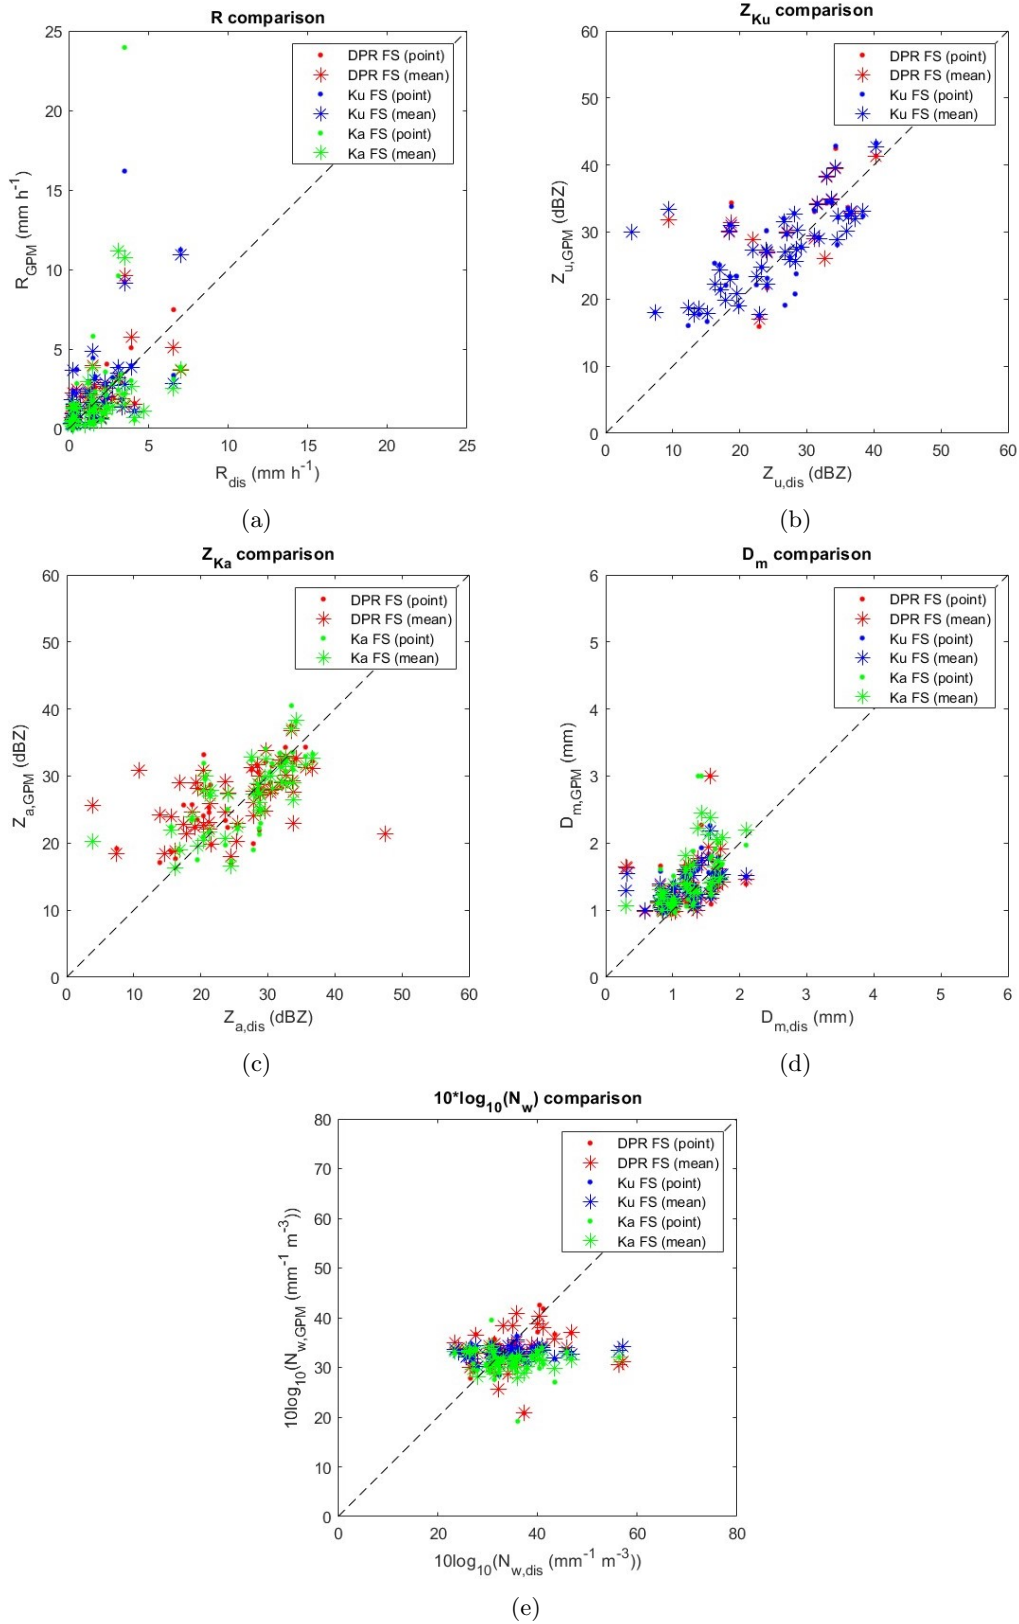 R comparison
25
20
15
10
5
0
0 5 10 15 20 25
R_GPM (mm h^-1)
R_dis (mm h^-1)
DPR FS (point)
DPR FS (mean)
Ku FS (point)
Ku FS (mean)
Ka FS (point)
Ka FS (mean)
(a)
Z_Ku comparison
60
50
40
30
20
10
0
0 10 20 30 40 50 60
Z_u,GPM (dBZ)
Z_u,dis (dBZ)
DPR FS (point)
DPR FS (mean)
Ku FS (point)
Ku FS (mean)
(b)
Z_Ka comparison
60
50
40
30
20
10
0
0 10 20 30 40 50 60
Z_a,GPM (dBZ)
Z_a,dis (dBZ)
DPR FS (point)
DPR FS (mean)
Ka FS (point)
Ka FS (mean)
(c)
D_m comparison
6
5
4
3
2
1
0
0 1 2 3 4 5 6
D_m,GPM (mm)
D_m,dis (mm)
DPR FS (point)
DPR FS (mean)
Ku FS (point)
Ku FS (mean)
Ka FS (point)
Ka FS (mean)
(d)
10*log_10(N_w) comparison
80
70
60
50
40
30
20
10
0
0 20 40 60 80
10log_10(N_w,GPM (mm^-1 m^-3))
10log_10(N_w,dis (mm^-1 m^-3))
DPR FS (point)
DPR FS (mean)
Ku FS (point)
Ku FS (mean)
Ka FS (point)
Ka FS (mean)
(e)